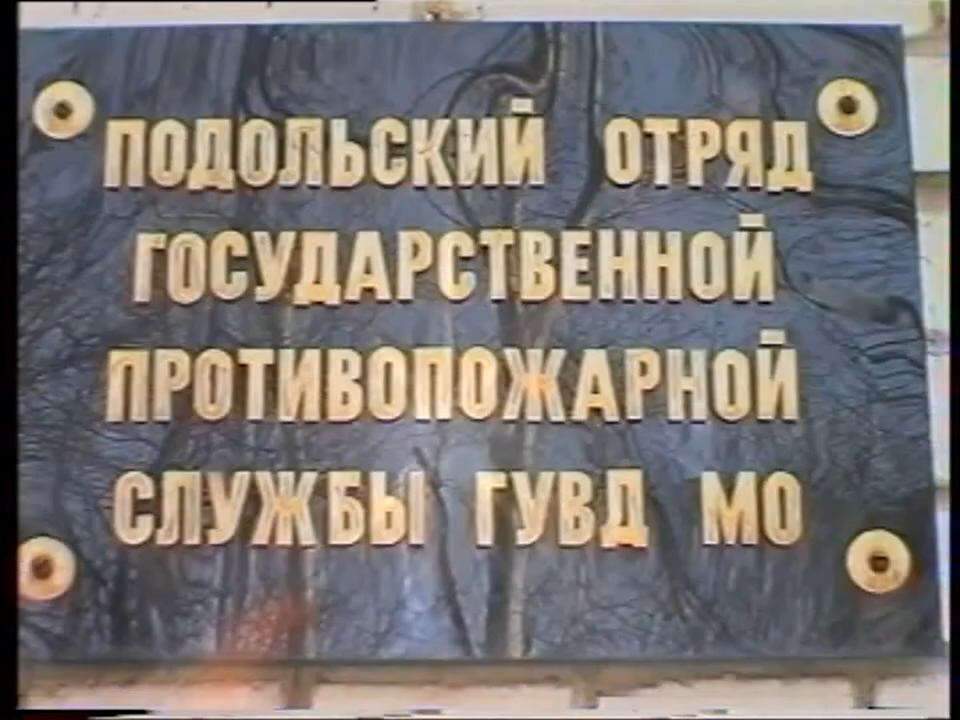 ПОДОЛЬСКИЙ ОТРЯД
ГОСУДАРСТВЕННОЙ
ПРОТИВОПОЖАРНОЙ
СЛУЖБЫ ГУВД МО